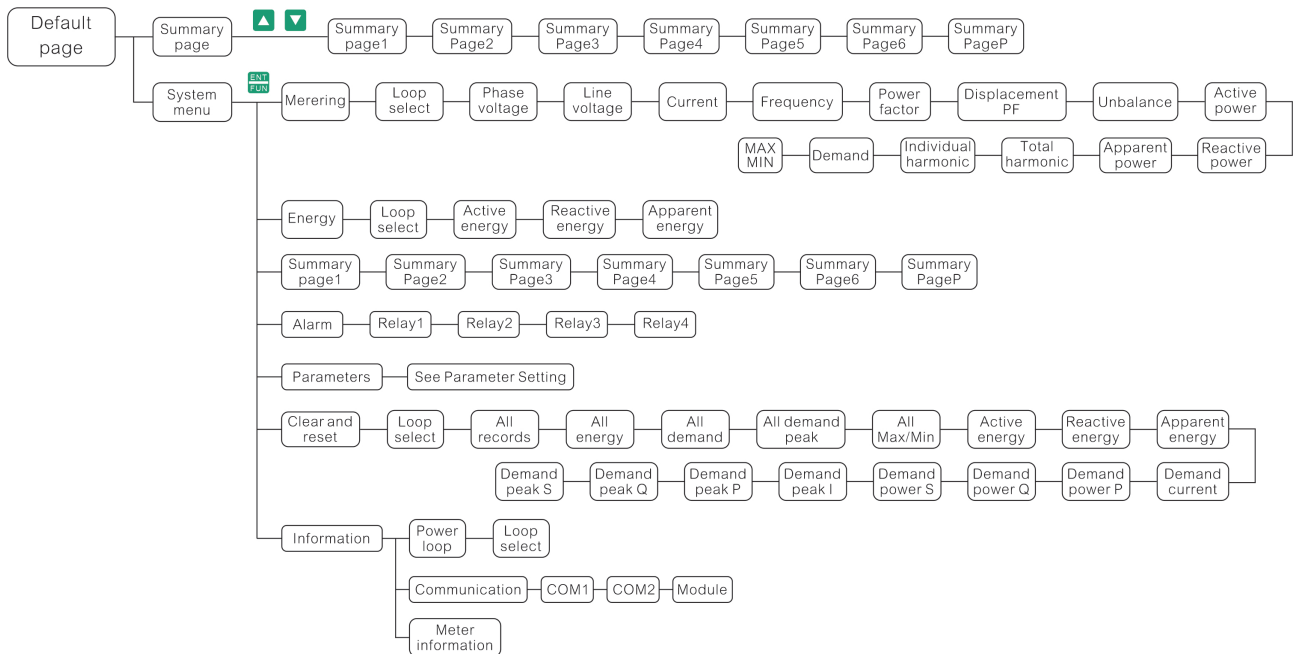 Default
page
Summary
page
Summary
page1
Summary
Page2
Summary
Page3
Summary
Page4
Summary
Page5
Summary
Page6
Summary
PageP
System
menu
ENT
FUN
Merering
Loop
select
Phase
voltage
Line
voltage
Current
Frequency
Power
factor
Displacement
PF
Unbalance
Active
power
Reactive
power
Apparent
power
Total
harmonic
Individual
harmonic
Demand
MAX
MIN
Energy
Loop
select
Active
energy
Reactive
energy
Apparent
energy
Summary
page1
Summary
Page2
Summary
Page3
Summary
Page4
Summary
Page5
Summary
Page6
Summary
PageP
Alarm
Relay1
Relay2
Relay3
Relay4
Parameters
See Parameter Setting
Clear and
reset
Loop
select
All
records
All
energy
All
demand
All demand
peak
All
Max/Min
Active
energy
Reactive
energy
Apparent
energy
Demand
current
Demand
power P
Demand
power Q
Demand
power S
Demand
peak I
Demand
peak P
Demand
peak Q
Demand
peak S
Information
Power
loop
Loop
select
Communication
COM1
COM2
Module
Meter
information